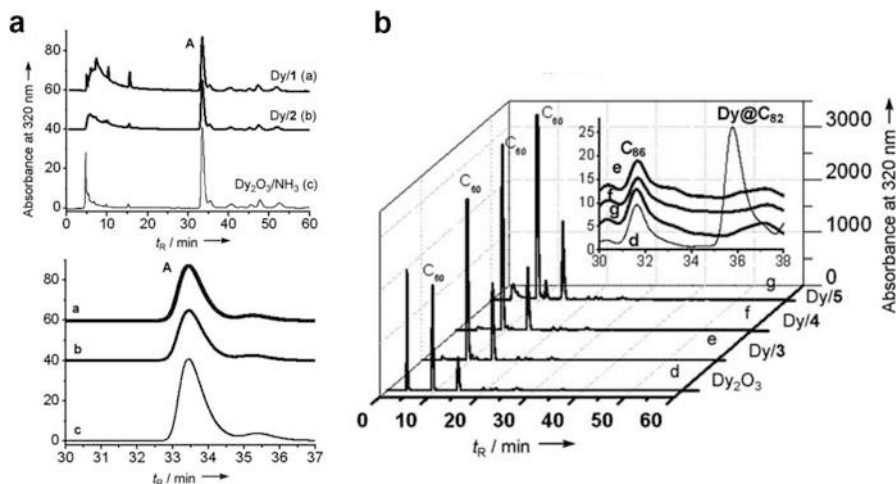 a
Absorbance at 320 nm →
80
60
40
20
0
A
Dy/1 (a)
Dy/2 (b)
Dy₂O₃/NH₃ (c)
0 10 20 30 40 50 60
tR / min →
80
60
40
20
0
A
a
b
c
30 31 32 33 34 35 36 37
tR / min →
b
C₆₀
C₆₀
C₆₀
C₆₀
25
20
15
10
5
0
C₈₆
Dy@C₈₂
e
f
g
d
30 32 34 36 38
3000
2000
1000
0
Absorbance at 320 nm →
g
Dy/5
f
Dy/4
e
Dy/3
d
Dy₂O₃
0 10 20 30 40 50 60
tR / min →